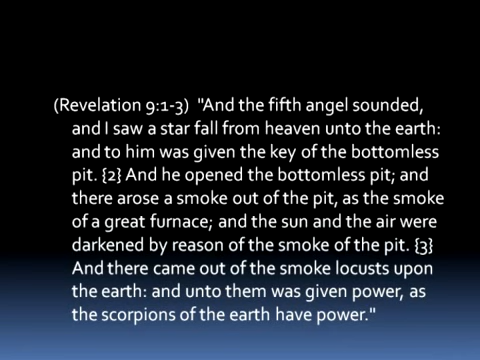 (Revelation 9:1-3) "And the fifth angel sounded,
and I saw a star fall from heaven unto the earth:
and to him was given the key of the bottomless
pit. {2} And he opened the bottomless pit; and
there arose a smoke out of the pit, as the smoke
of a great furnace; and the sun and the air were
darkened by reason of the smoke of the pit. {3}
And there came out of the smoke locusts upon
the earth: and unto them was given power, as
the scorpions of the earth have power."